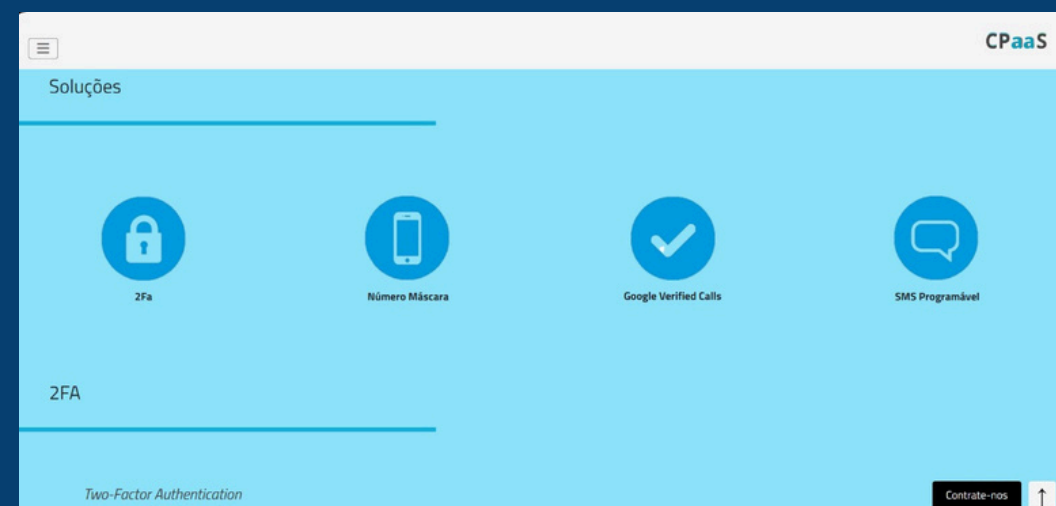 CPaaS
Soluções
2Fa
Número Máscara
Google Verified Calls
SMS Programável
2FA
Two-Factor Authentication
Contrate-nos